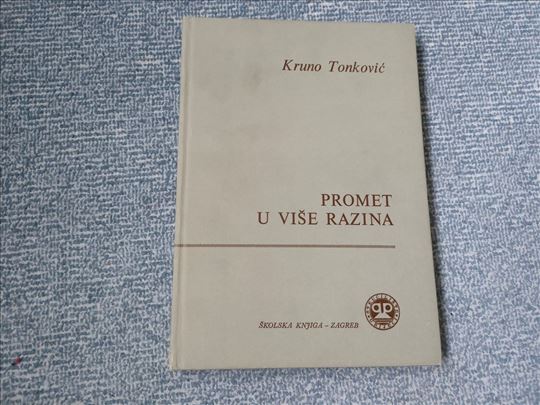 Kruno Tonković
PROMET
U VIŠE RAZINA
ŠKOLSKA KNJIGA – ZAGREB